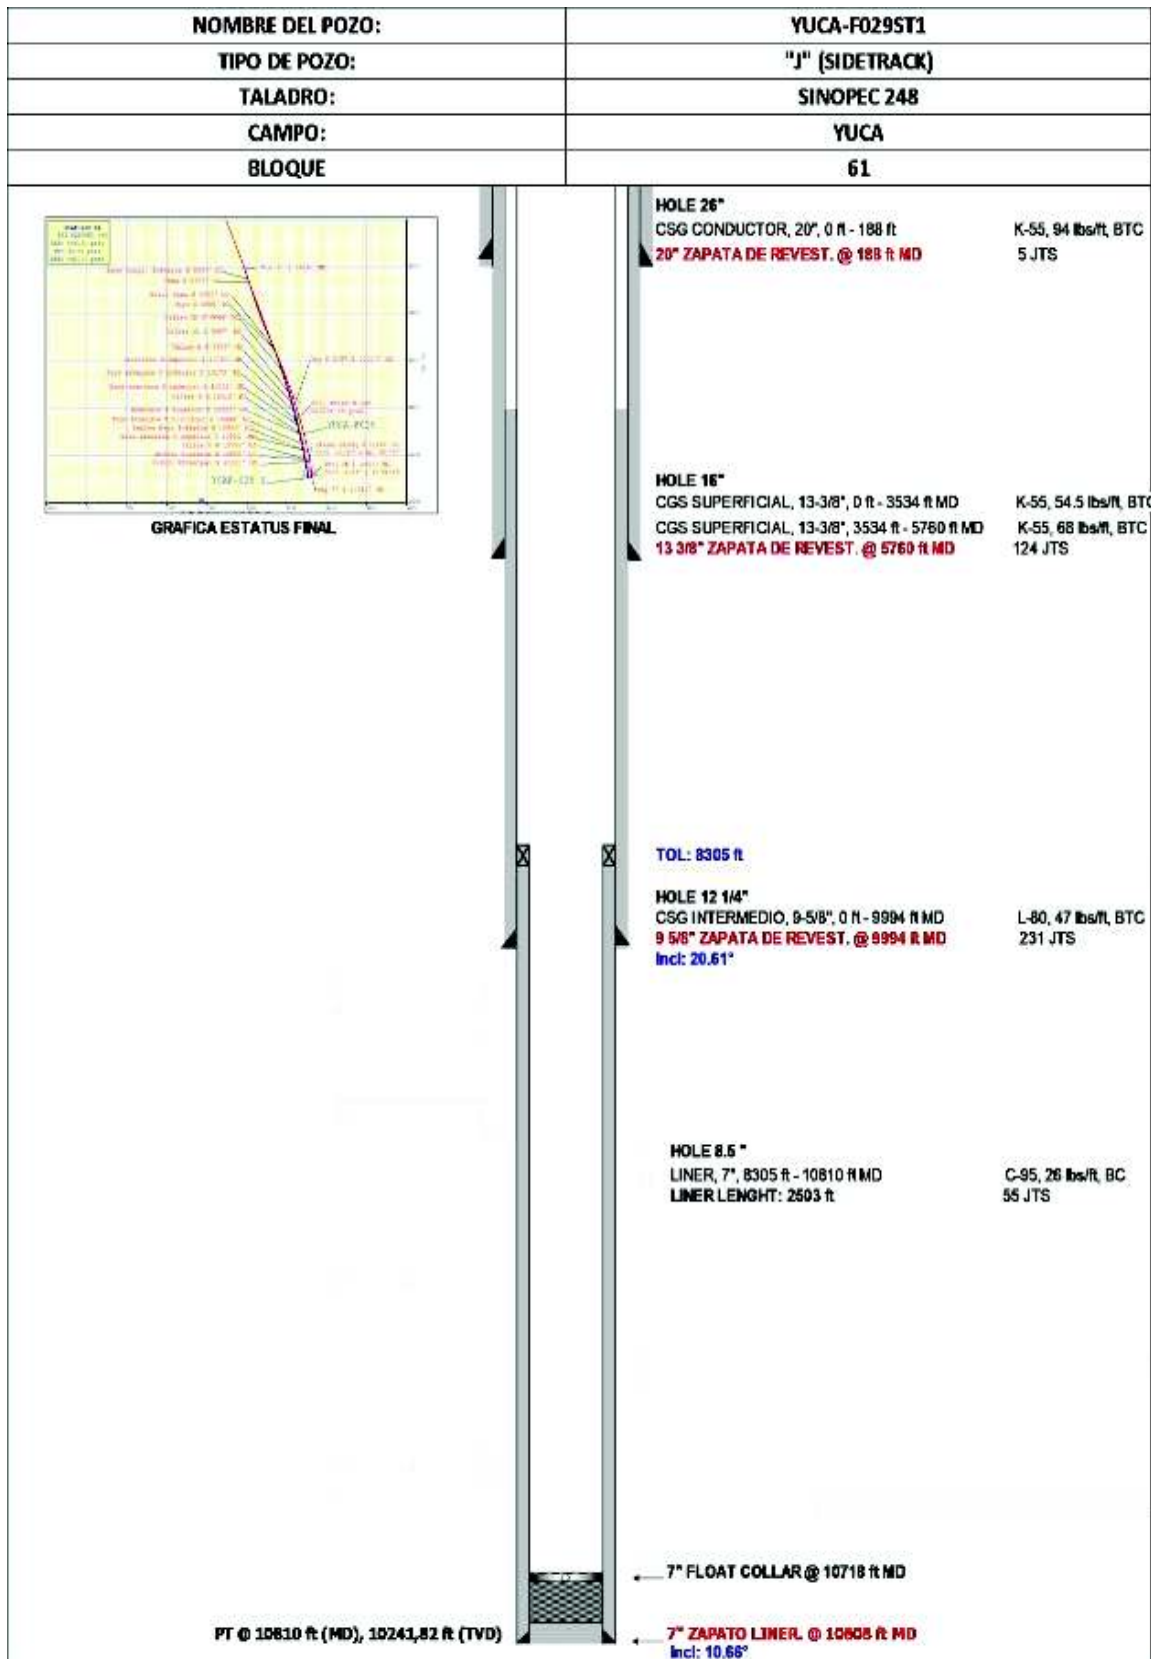 NOMBRE DEL POZO: YUCA-F029ST1
TIPO DE POZO: "J" (SIDETRACK)
TALADRO: SINOPEC 248
CAMPO: YUCA
BLOQUE 61
HOLE 26"
CSG CONDUCTOR, 20", 0 ft - 188 ft K-55, 94 lbs/ft, BTC
20" ZAPATA DE REVEST. @ 188 ft MD 5 JTS
GRAFICA ESTATUS FINAL
HOLE 16"
CGS SUPERFICIAL, 13-3/8", 0 ft - 3534 ft MD K-55, 54.5 lbs/ft, BTC
CGS SUPERFICIAL, 13-3/8", 3534 ft - 5760 ft MD K-55, 68 lbs/ft, BTC
13 3/8" ZAPATA DE REVEST. @ 5760 ft MD 124 JTS
TOL: 8305 ft
HOLE 12 1/4"
CSG INTERMEDIO, 9-5/8", 0 ft - 9994 ft MD L-80, 47 lbs/ft, BTC
9 5/8" ZAPATA DE REVEST. @ 9994 ft MD 231 JTS
Incl: 20.61°
HOLE 8.5 "
LINER, 7", 8305 ft - 10810 ft MD C-95, 26 lbs/ft, BC
LINER LENGHT: 2503 ft 55 JTS
7" FLOAT COLLAR @ 10718 ft MD
PT @ 10810 ft (MD), 10241,82 ft (TVD)
7" ZAPATO LINER. @ 10808 ft MD
Incl: 10.66°